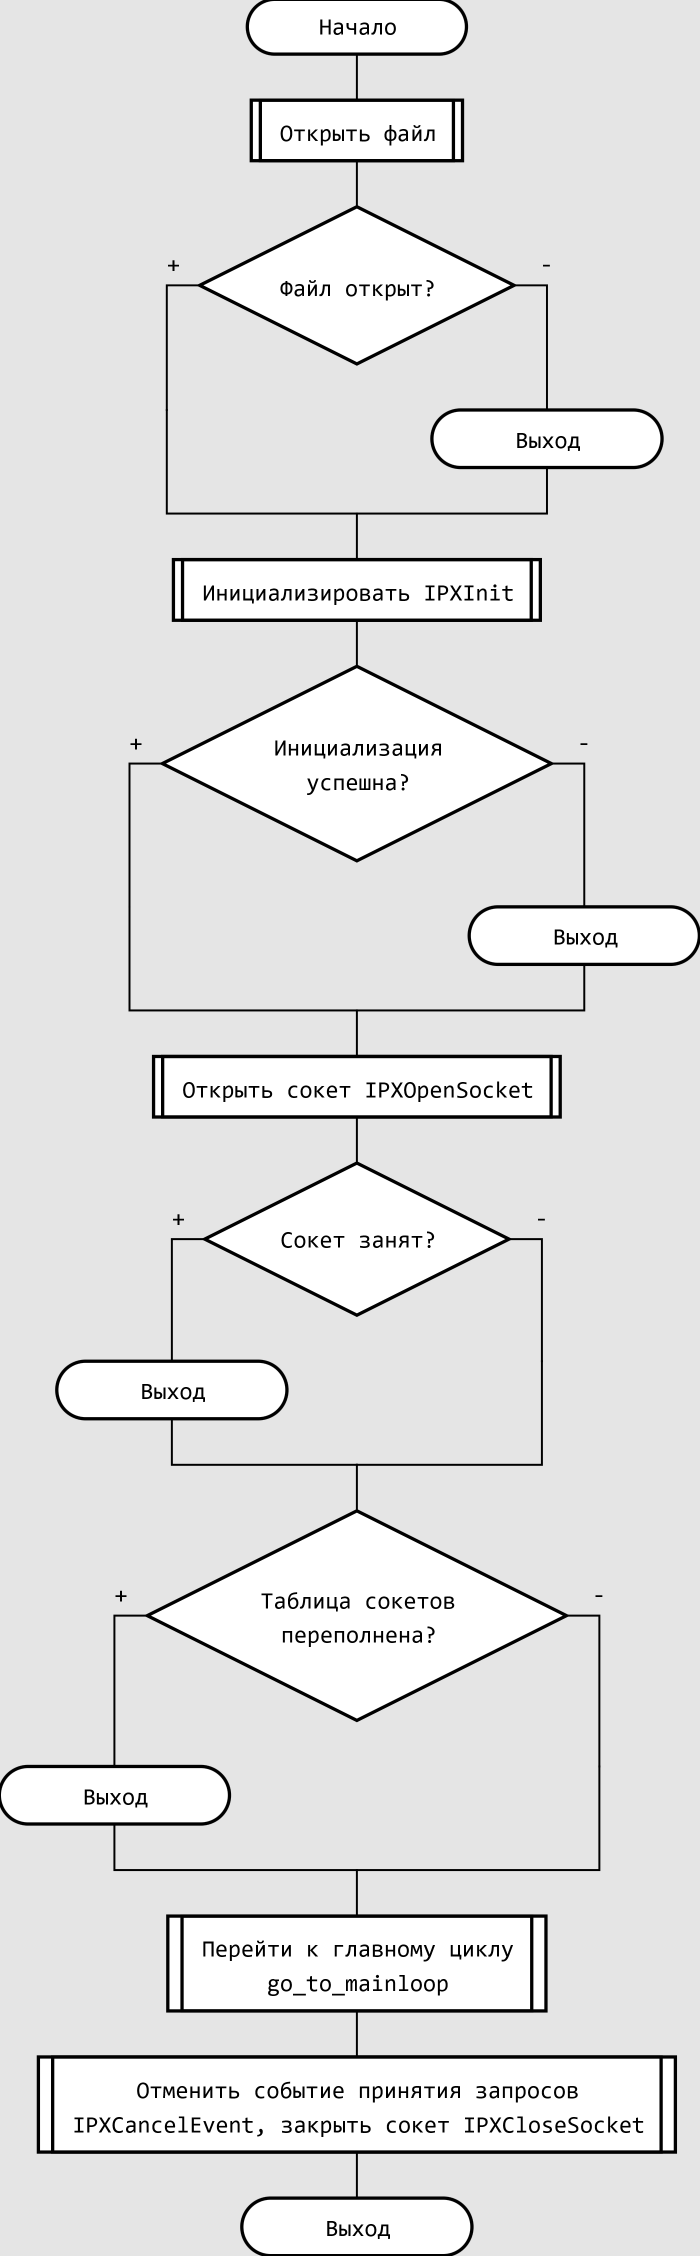 Начало
Открыть файл
+
-
Файл открыт?
Выход
Инициализировать IPXInit
+
-
Инициализация
успешна?
Выход
Открыть сокет IPXOpenSocket
+
-
Сокет занят?
Выход
+
-
Таблица сокетов
переполнена?
Выход
Перейти к главному циклу
go_to_mainloop
Отменить событие принятия запросов
IPXCancelEvent, закрыть сокет IPXCloseSocket
Выход